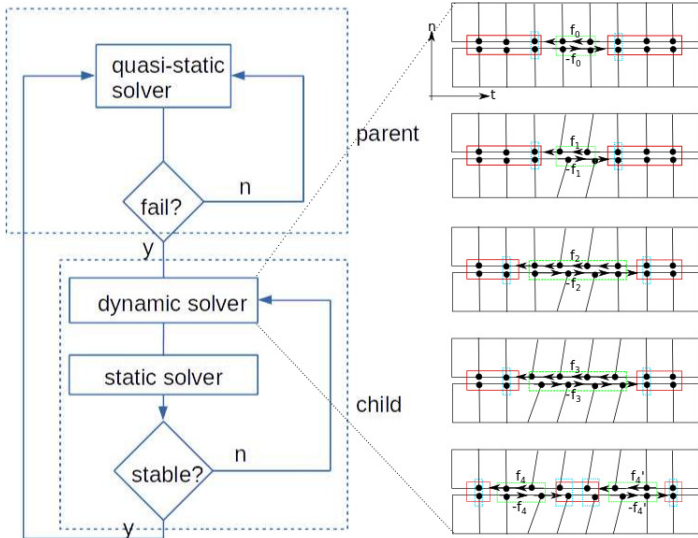 quasi-static
solver
fail?
n
y
parent
dynamic solver
static solver
child
stable?
n
y
n
t
f0
-f0
f1
-f1
f2
-f2
f3
-f3
f4
f4'
-f4
-f4'